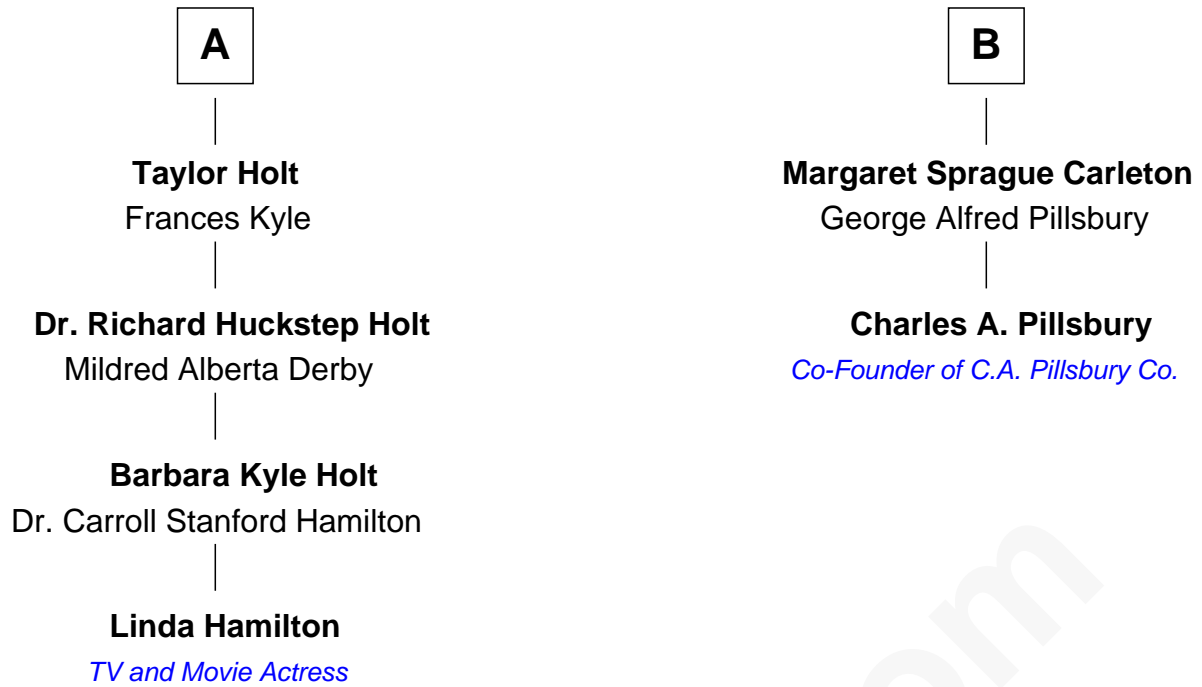 A
Taylor Holt
Frances Kyle
Dr. Richard Huckstep Holt
Mildred Alberta Derby
Barbara Kyle Holt
Dr. Carroll Stanford Hamilton
Linda Hamilton
TV and Movie Actress
B
Margaret Sprague Carleton
George Alfred Pillsbury
Charles A. Pillsbury
Co-Founder of C.A. Pillsbury Co.
om